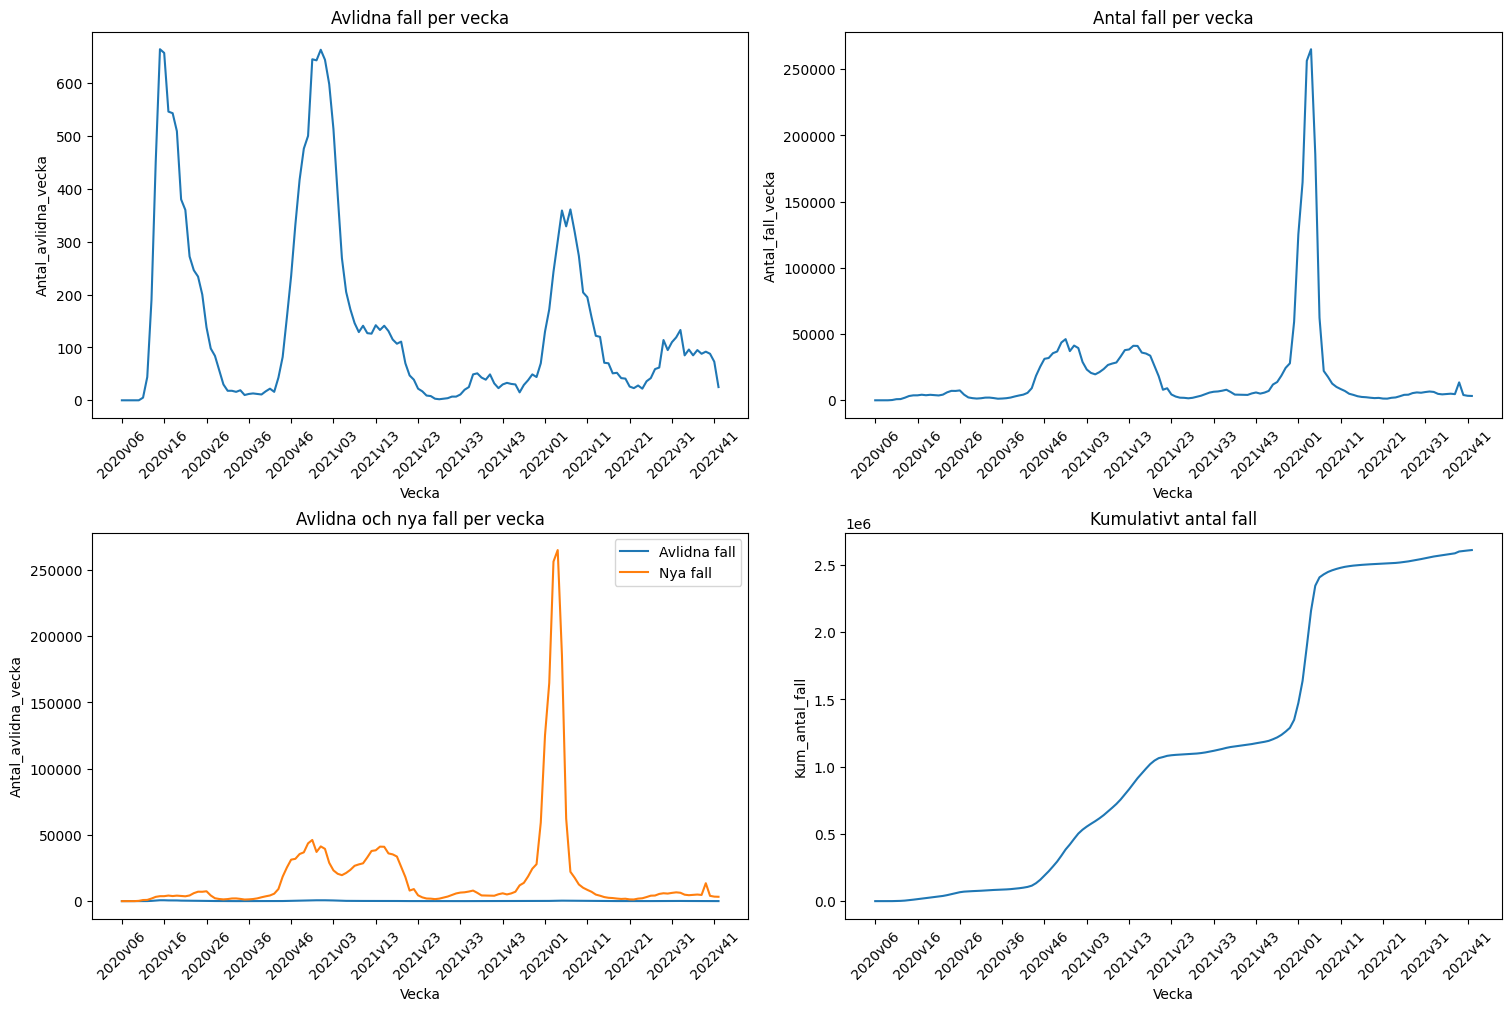 Avlidna fall per vecka
Antal_avlidna_vecka
600
500
400
300
200
100
0
2020v06 2020v16 2020v26 2020v36 2020v46 2021v03 2021v13 2021v23 2021v33 2021v43 2022v01 2022v11 2022v21 2022v31 2022v41
Vecka
Antal fall per vecka
Antal_fall_vecka
250000
200000
150000
100000
50000
0
2020v06 2020v16 2020v26 2020v36 2020v46 2021v03 2021v13 2021v23 2021v33 2021v43 2022v01 2022v11 2022v21 2022v31 2022v41
Vecka
Avlidna och nya fall per vecka
Avlidna fall
Nya fall
Antal_avlidna_vecka
250000
200000
150000
100000
50000
0
2020v06 2020v16 2020v26 2020v36 2020v46 2021v03 2021v13 2021v23 2021v33 2021v43 2022v01 2022v11 2022v21 2022v31 2022v41
Vecka
Kumulativt antal fall
1e6
Kum_antal_fall
2.5
2.0
1.5
1.0
0.5
0.0
2020v06 2020v16 2020v26 2020v36 2020v46 2021v03 2021v13 2021v23 2021v33 2021v43 2022v01 2022v11 2022v21 2022v31 2022v41
Vecka